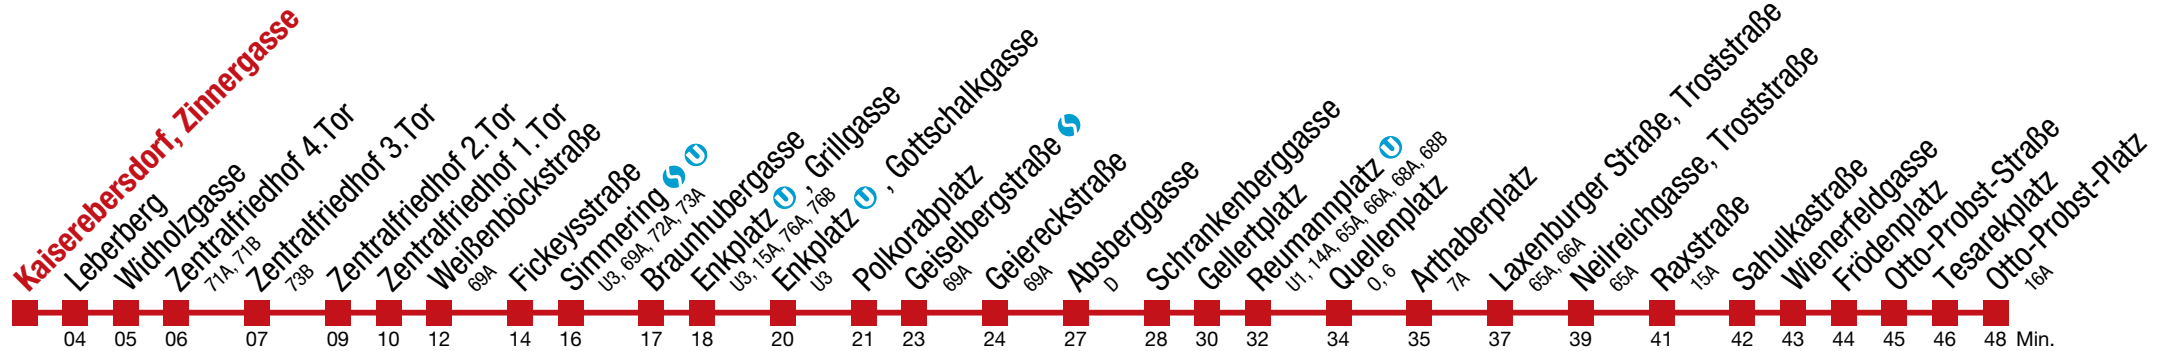 Kaiserebersdorf, Zinnergasse
Leberberg
Widholzgasse
Zentralfriedhof 4.Tor
71A, 71B
Zentralfriedhof 3.Tor
73B
Zentralfriedhof 2.Tor
Zentralfriedhof 1.Tor
Weißenböckstraße
69A
Fickeysstraße
Simmering S U
U3, 69A, 72A, 73A
Braunhubergasse
Enkplatz U, Grillgasse
U3, 15A, 76A, 76B
Enkplatz U, Gottschalkgasse
U3
Polkorabplatz
Geiselbergstraße S
69A
Geiereckstraße
69A
Absberggasse
D
Schrankenberggasse
Gellertplatz
Reumannplatz U
U1, 14A, 65A, 66A, 68A, 68B
Quellenplatz
O, 6
Arthaberplatz
7A
Laxenburger Straße, Troststraße
65A, 66A
Neilreichgasse, Troststraße
65A
Raxstraße
15A
Sahulkastraße
Wienerfeldgasse
Frödenplatz
Otto-Probst-Straße
Tesarekplatz
Otto-Probst-Platz
16A
04 05 06 07 09 10 12 14 16 17 18 20 21 23 24 27 28 30 32 34 35 37 39 41 42 43 44 45 46 48 Min.